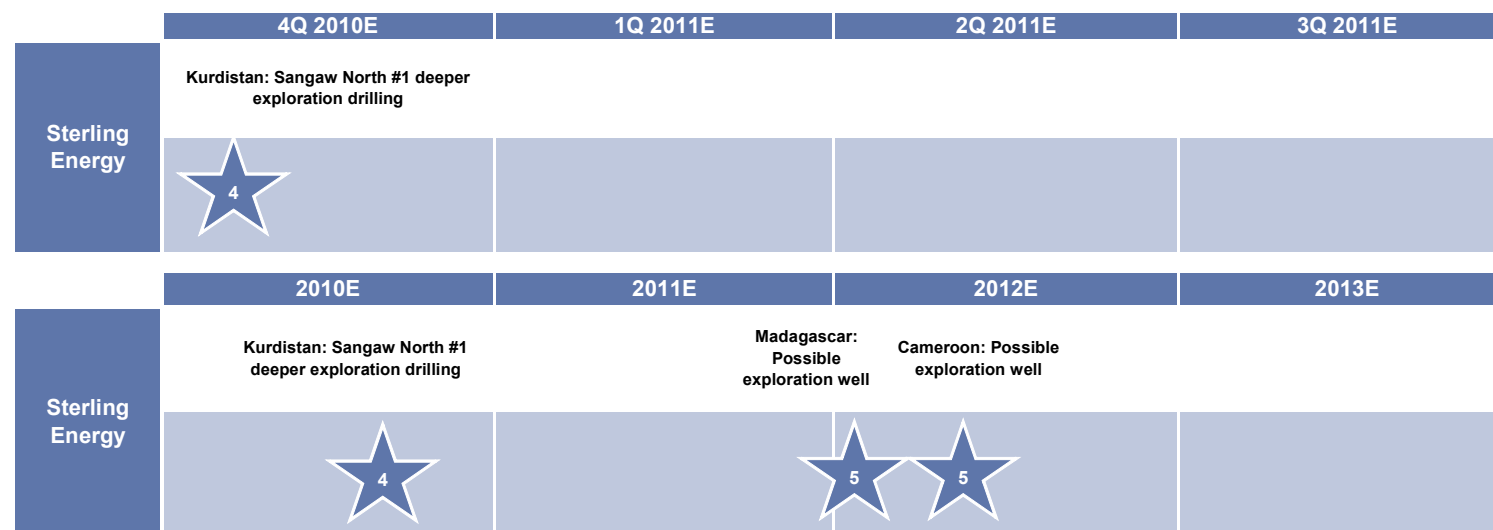 4Q 2010E 1Q 2011E 2Q 2011E 3Q 2011E
Sterling
Energy
Kurdistan: Sangaw North #1 deeper
exploration drilling
4
2010E 2011E 2012E 2013E
Sterling
Energy
Kurdistan: Sangaw North #1
deeper exploration drilling
Madagascar:
Possible
exploration well
Cameroon: Possible
exploration well
4 5 5